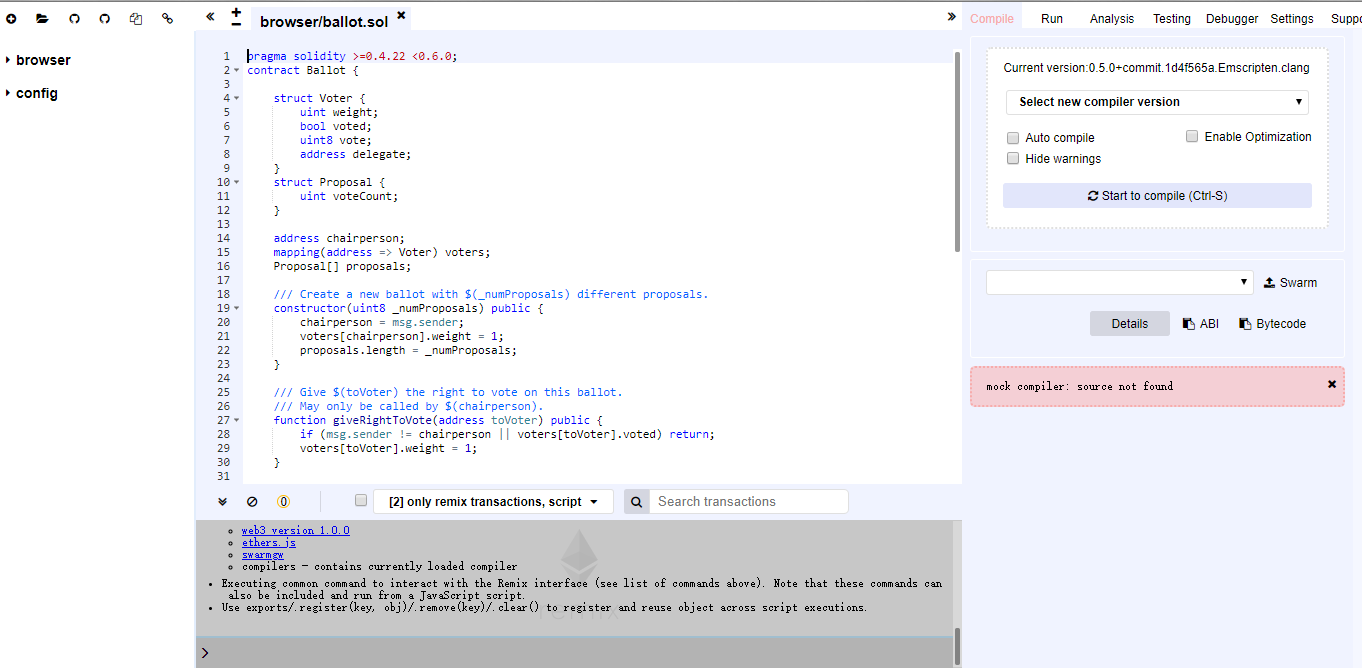 browser
config
browser/ballot.sol
1 pragma solidity >=0.4.22 <0.6.0;
2 contract Ballot {
3
4 struct Voter {
5 uint weight;
6 bool voted;
7 uint8 vote;
8 address delegate;
9 }
10 struct Proposal {
11 uint voteCount;
12 }
13
14 address chairperson;
15 mapping(address => Voter) voters;
16 Proposal[] proposals;
17
18 /// Create a new ballot with $(_numProposals) different proposals.
19 constructor(uint8 _numProposals) public {
20 chairperson = msg.sender;
21 voters[chairperson].weight = 1;
22 proposals.length = _numProposals;
23 }
24
25 /// Give $(toVoter) the right to vote on this ballot.
26 /// May only be called by $(chairperson).
27 function giveRightToVote(address toVoter) public {
28 if (msg.sender != chairperson || voters[toVoter].voted) return;
29 voters[toVoter].weight = 1;
30 }
31
0
[2] only remix transactions, script
Search transactions
web3 version 1.0.0
ethers.js
swarmgw
compilers - contains currently loaded compiler
Executing common command to interact with the Remix interface (see list of commands above). Note that these commands can
also be included and run from a JavaScript script.
Use exports/.register(key, obj)/.remove(key)/.clear() to register and reuse object across script executions.
remix
>
Compile Run Analysis Testing Debugger Settings Suppo
Current version:0.5.0+commit.1d4f565a.Emscripten.clang
Select new compiler version
Auto compile Enable Optimization
Hide warnings
Start to compile (Ctrl-S)
Swarm
Details ABI Bytecode
mock compiler: source not found